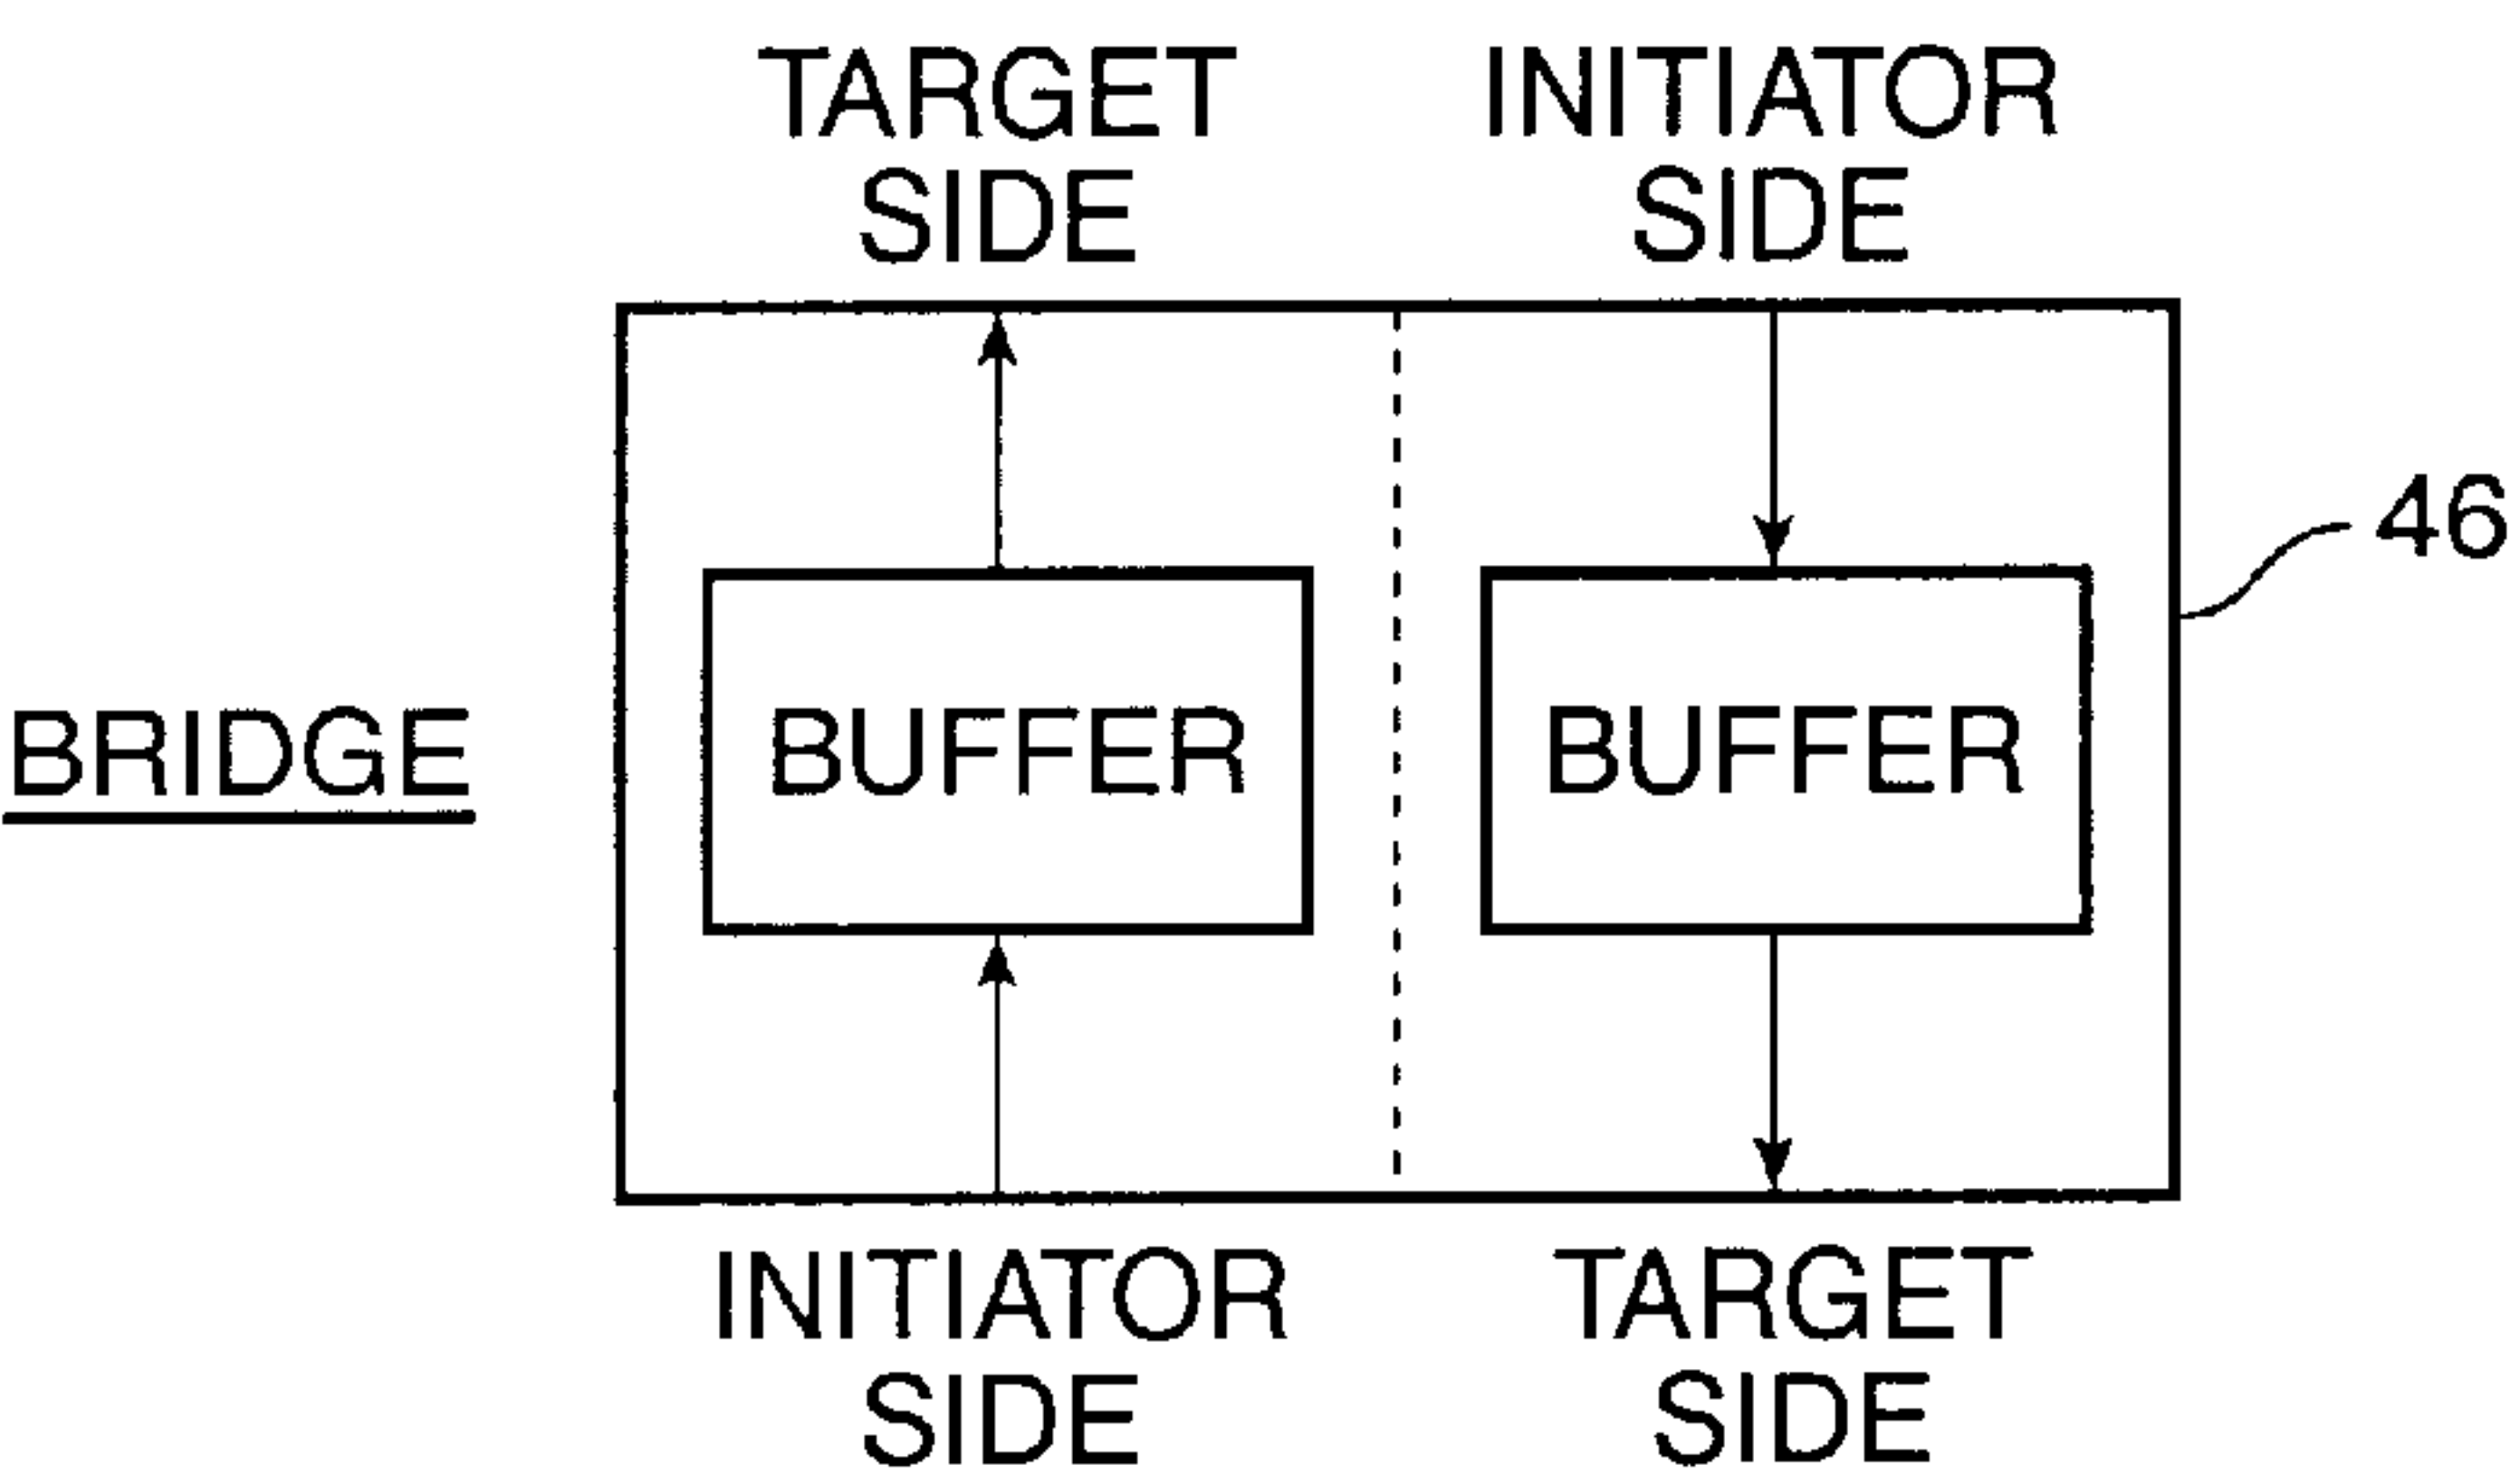 TARGET
SIDE
INITIATOR
SIDE
46
BRIDGE
BUFFER
BUFFER
INITIATOR
SIDE
TARGET
SIDE